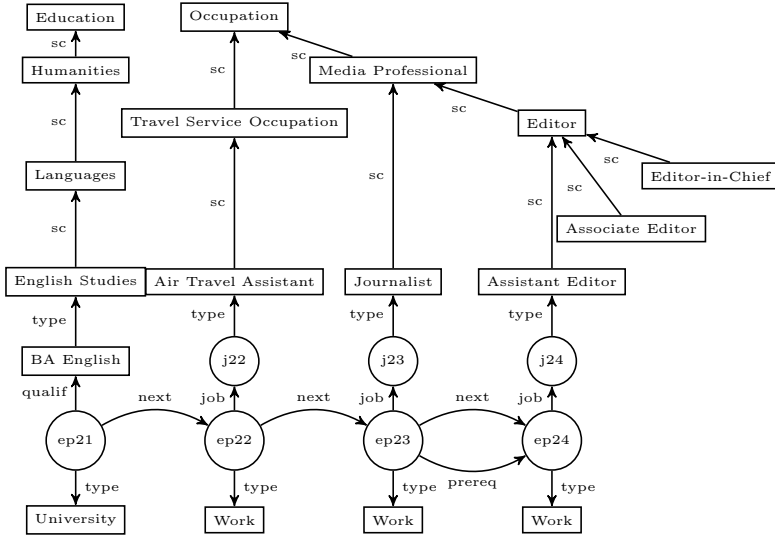 Education
Occupation
sc
sc
Humanities
sc
Media Professional
sc
sc
Travel Service Occupation
Editor
sc
Languages
sc
Editor-in-Chief
sc
sc
sc
sc
sc
Associate Editor
English Studies
Air Travel Assistant
Journalist
Assistant Editor
type
type
type
type
BA English
j22
j23
j24
qualif
next
job
next
job
next
job
ep21
ep22
ep23
ep24
type
type
prereq
type
type
University
Work
Work
Work